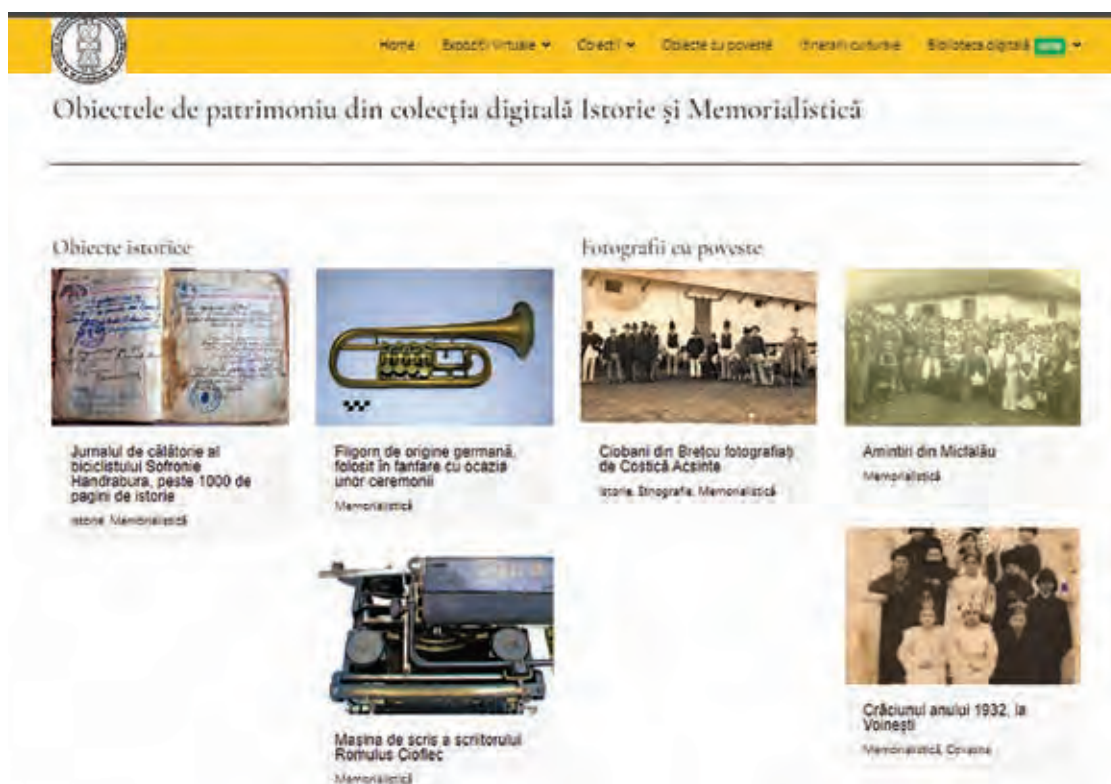 Home Expoziții virtuale Colecții Obiecte cu poveste Itinerarii culturale Biblioteca digitală
Obiectele de patrimoniu din colecția digitală Istorie și Memorialistică
Obiecte istorice
Fotografii cu poveste
Jurnalul de călătorie al
biciclistului Sofronie
Handrabura, peste 1000 de
pagini de istorie
Istorie, Memorialistică
Fligorn de origine germană,
folosit în fanfare cu ocazia
unor ceremonii
Memorialistică
Ciobani din Brețcu fotografiați
de Costică Acsinte
Istorie, Etnografie, Memorialistică
Amintiri din Micfalău
Memorialistică
Mașina de scris a scriitorului
Romulus Cioflec
Memorialistică
Crăciunul anului 1932, la
Voinești
Memorialistică, Covasna